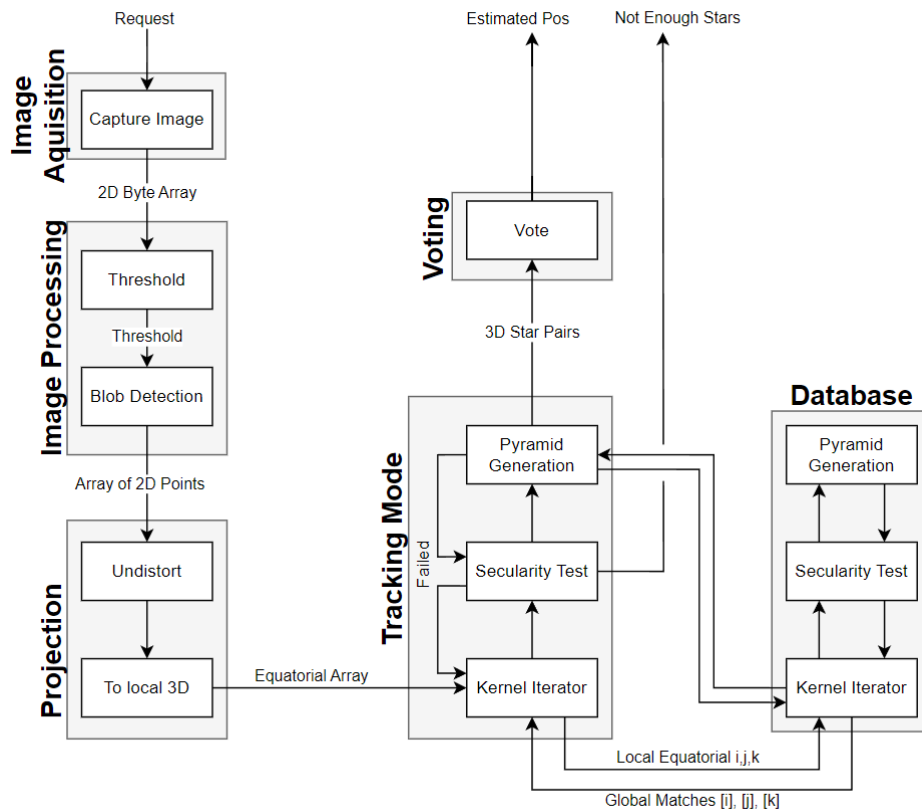 Request
Image
Aquisition
Capture Image
2D Byte Array
Image Processing
Threshold
Threshold
Blob Detection
Array of 2D Points
Projection
Undistort
To local 3D
Equatorial Array
Estimated Pos
Not Enough Stars
Voting
Vote
3D Star Pairs
Tracking Mode
Pyramid
Generation
Failed
Secularity Test
Kernel Iterator
Database
Pyramid
Generation
Secularity Test
Kernel Iterator
Local Equatorial i,j,k
Global Matches [i], [j], [k]